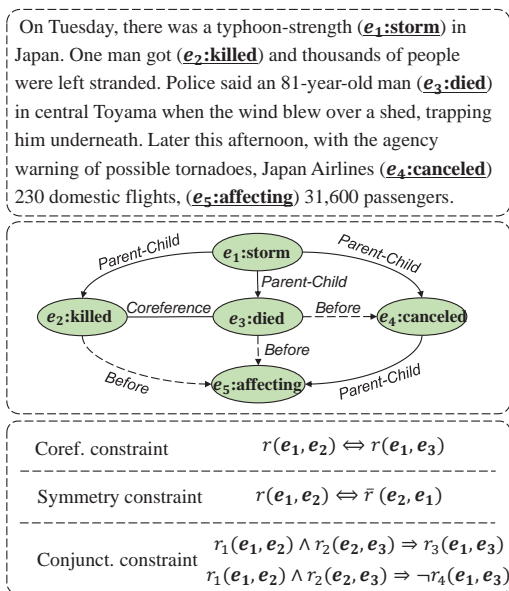 On Tuesday, there was a typhoon-strength (e₁:storm) in
Japan. One man got (e₂:killed) and thousands of people
were left stranded. Police said an 81-year-old man (e₃:died)
in central Toyama when the wind blew over a shed, trapping
him underneath. Later this afternoon, with the agency
warning of possible tornadoes, Japan Airlines (e₄:canceled)
230 domestic flights, (e₅:affecting) 31,600 passengers.
e₁:storm
Parent-Child
Parent-Child
Parent-Child
e₂:killed
Coreference
e₃:died
Before
e₄:canceled
Before
Before
e₅:affecting
Parent-Child
Coref. constraint r(e₁,e₂) ⇔ r(e₁,e₃)
Symmetry constraint r(e₁,e₂) ⇔ r̄ (e₂,e₁)
Conjunct. constraint r₁(e₁,e₂) ∧ r₂(e₂,e₃) ⇒ r₃(e₁,e₃)
r₁(e₁,e₂) ∧ r₂(e₂,e₃) ⇒ ¬r₄(e₁,e₃)